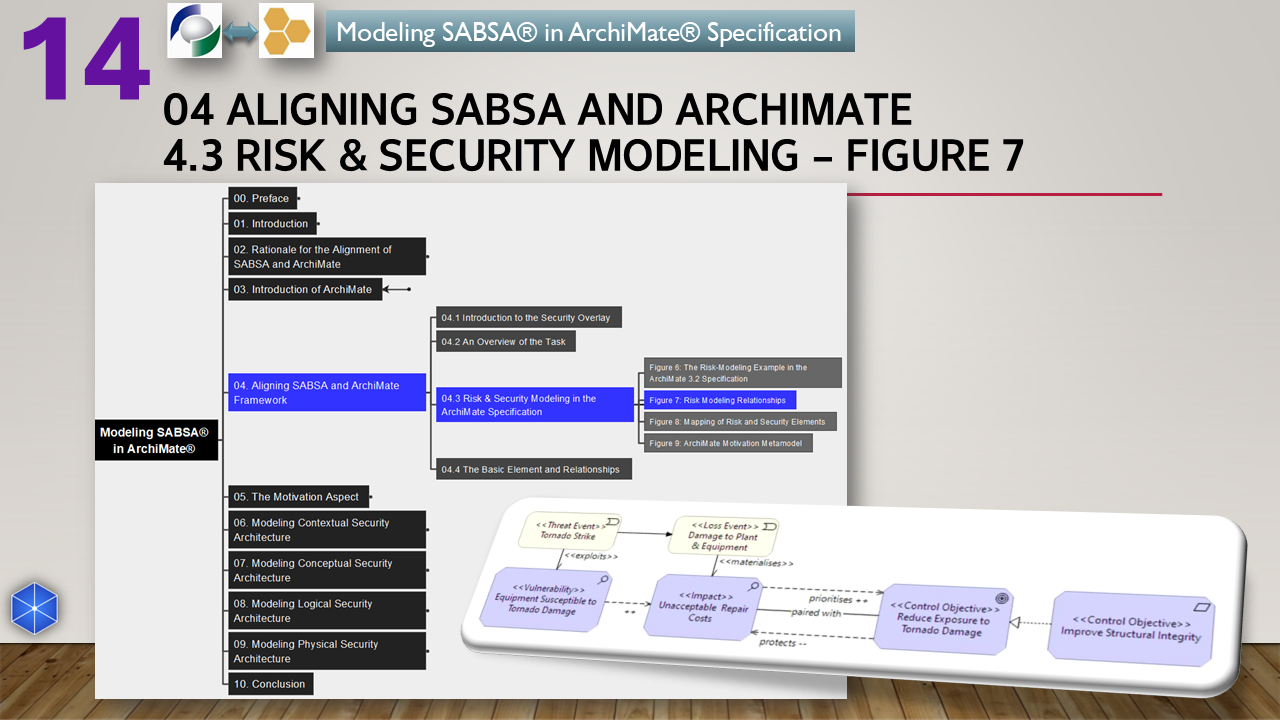 14
Modeling SABSA® in ArchiMate® Specification
04 ALIGNING SABSA AND ARCHIMATE
4.3 RISK & SECURITY MODELING – FIGURE 7
Modeling SABSA®
in ArchiMate®
00. Preface
01. Introduction
02. Rationale for the Alignment of
SABSA and ArchiMate
03. Introduction of ArchiMate
04. Aligning SABSA and ArchiMate
Framework
04.1 Introduction to the Security Overlay
04.2 An Overview of the Task
04.3 Risk & Security Modeling in the
ArchiMate Specification
Figure 6: The Risk-Modeling Example in the
ArchiMate 3.2 Specification
Figure 7: Risk Modeling Relationships
Figure 8: Mapping of Risk and Security Elements
Figure 9: ArchiMate Motivation Metamodel
04.4 The Basic Element and Relationships
05. The Motivation Aspect
06. Modeling Contextual Security
Architecture
07. Modeling Conceptual Security
Architecture
08. Modeling Logical Security
Architecture
09. Modeling Physical Security
Architecture
10. Conclusion
<<Threat Event>>
Tornado Strike
<<Loss Event>>
Damage to Plant
& Equipment
<<exploits>>
<<materialises>>
<<Vulnerability>>
Equipment Susceptible to
Tornado Damage
++
<<Impact>>
Unacceptable Repair
Costs
prioritises ++
paired with
protects --
<<Control Objective>>
Reduce Exposure to
Tornado Damage
<<Control Objective>>
Improve Structural Integrity